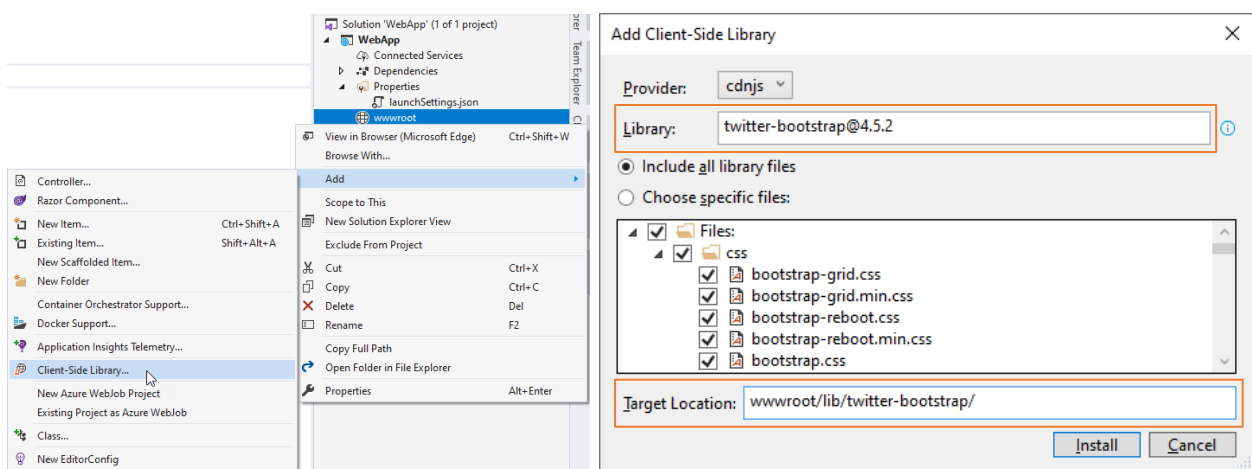 Solution 'WebApp' (1 of 1 project)
WebApp
Connected Services
Dependencies
Properties
launchSettings.json
wwwroot
Team Explorer
View in Browser (Microsoft Edge) Ctrl+Shift+W
Browse With...
Add
Scope to This
New Solution Explorer View
Exclude From Project
Cut Ctrl+X
Copy Ctrl+C
Delete Del
Rename F2
Copy Full Path
Open Folder in File Explorer
Properties Alt+Enter
Controller...
Razor Component...
New Item... Ctrl+Shift+A
Existing Item... Shift+Alt+A
New Scaffolded Item...
New Folder
Container Orchestrator Support...
Docker Support...
Application Insights Telemetry...
Client-Side Library...
New Azure WebJob Project
Existing Project as Azure WebJob
Class...
New EditorConfig
Add Client-Side Library
Provider: cdnjs
Library: twitter-bootstrap@4.5.2
Include all library files
Choose specific files:
Files:
css
bootstrap-grid.css
bootstrap-grid.min.css
bootstrap-reboot.css
bootstrap-reboot.min.css
bootstrap.css
Target Location: wwwroot/lib/twitter-bootstrap/
Install Cancel